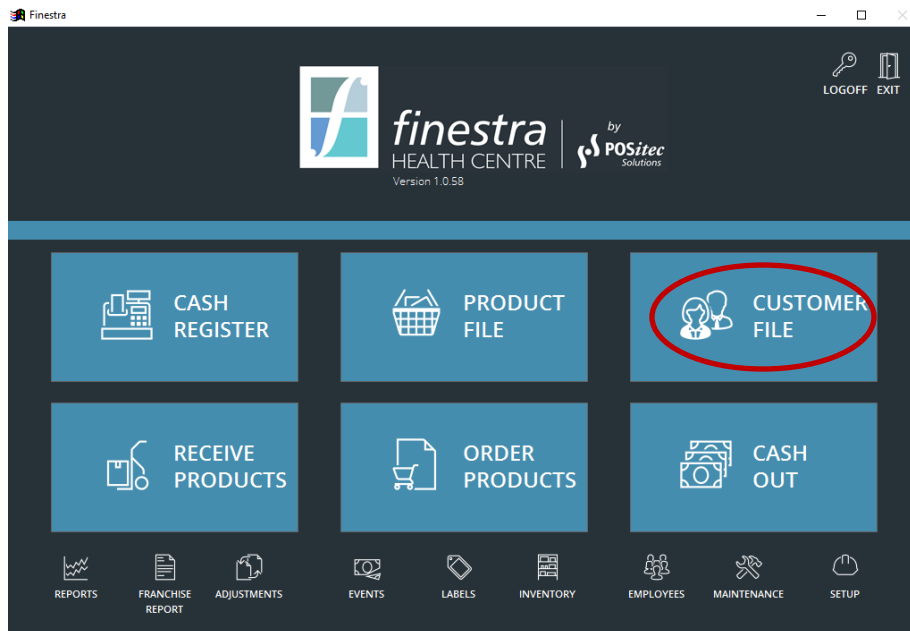 Finestra
LOGOFF EXIT
finestra
HEALTH CENTRE
Version 1.0.58
by
POSitec
Solutions
CASH
REGISTER
PRODUCT
FILE
CUSTOMER
FILE
RECEIVE
PRODUCTS
ORDER
PRODUCTS
CASH
OUT
REPORTS
FRANCHISE
REPORT
ADJUSTMENTS
EVENTS
LABELS
INVENTORY
EMPLOYEES
MAINTENANCE
SETUP